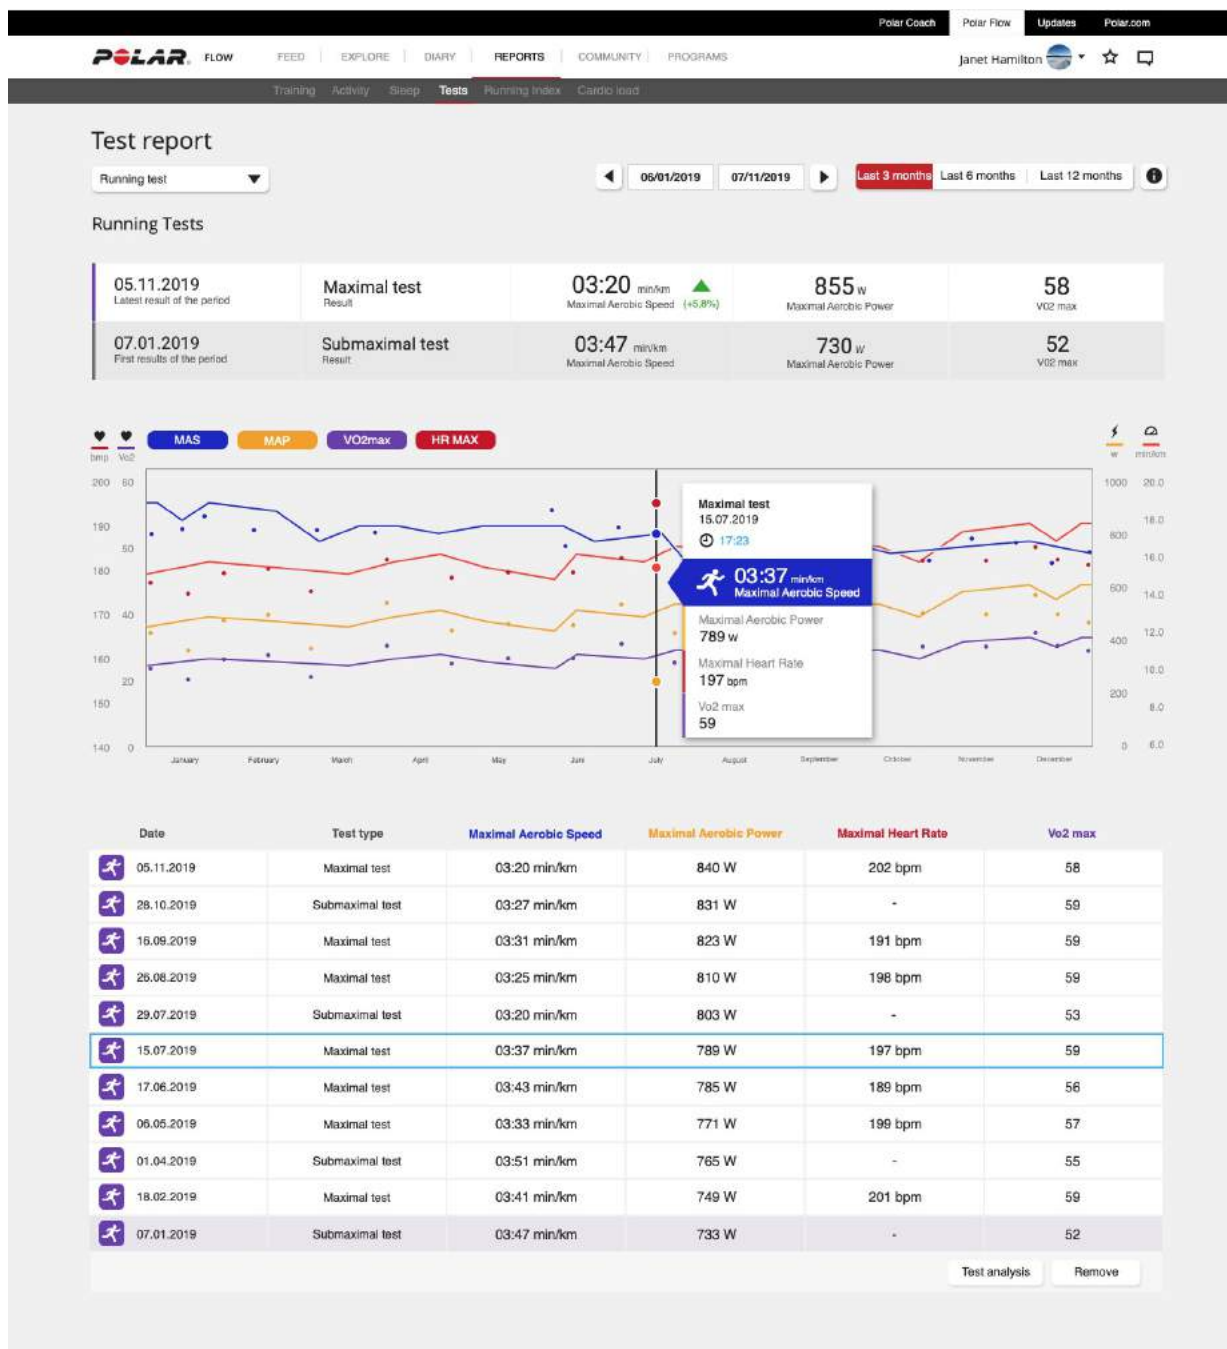 Polar Coach Polar Flow Updates Polar.com
POLAR. FLOW FEED EXPLORE DIARY REPORTS COMMUNITY PROGRAMS Janet Hamilton
Training Activity Sleep Tests Running Index Cardio load
Test report
Running test 06/01/2019 07/11/2019 Last 3 months Last 6 months Last 12 months
Running Tests
05.11.2019 Maximal test 03:20 min/km 855 w 58
Latest result of the period Result Maximal Aerobic Speed (+5,8%) Maximal Aerobic Power V02 max
07.01.2019 Submaximal test 03:47 min/km 730 w 52
First results of the period Result Maximal Aerobic Speed Maximal Aerobic Power V02 max
MAS MAP VO2max HR MAX
bmp Vo2 w min/km
200 60 1000 20.0
190 18.0
50 800
16.0
180 600 14.0
170 40 12.0
400
160 10.0
20 200
150 8.0
140 0 0 6.0
January February March April May Juni July August September October November December
Maximal test
15.07.2019
17:23
03:37 min/km
Maximal Aerobic Speed
Maximal Aerobic Power
789 w
Maximal Heart Rate
197 bpm
Vo2 max
59
Date Test type Maximal Aerobic Speed Maximal Aerobic Power Maximal Heart Rate Vo2 max
05.11.2019 Maximal test 03:20 min/km 840 W 202 bpm 58
28.10.2019 Submaximal test 03:27 min/km 831 W - 59
16.09.2019 Maximal test 03:31 min/km 823 W 191 bpm 59
26.08.2019 Maximal test 03:25 min/km 810 W 198 bpm 59
29.07.2019 Submaximal test 03:20 min/km 803 W - 53
15.07.2019 Maximal test 03:37 min/km 789 W 197 bpm 59
17.06.2019 Maximal test 03:43 min/km 785 W 189 bpm 56
06.05.2019 Maximal test 03:33 min/km 771 W 199 bpm 57
01.04.2019 Submaximal test 03:51 min/km 765 W - 55
18.02.2019 Maximal test 03:41 min/km 749 W 201 bpm 59
07.01.2019 Submaximal test 03:47 min/km 733 W - 52
Test analysis Remove